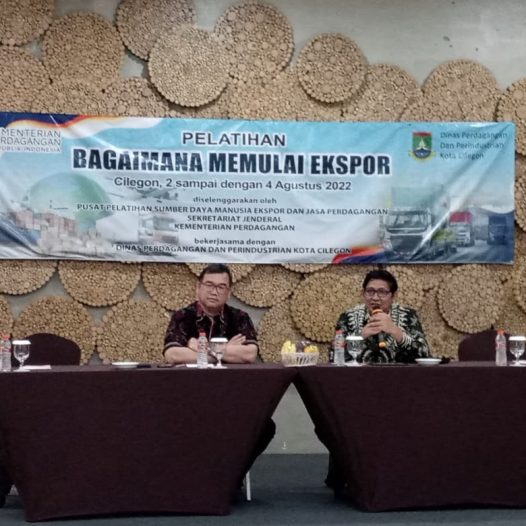 KEMENTERIAN
PERDAGANGAN
REPUBLIK INDONESIA
PELATIHAN
BAGAIMANA MEMULAI EKSPOR
Cilegon, 2 sampai dengan 4 Agustus 2022
diselenggarakan oleh
PUSAT PELATIHAN SUMBER DAYA MANUSIA EKSPOR DAN JASA PERDAGANGAN
SEKRETARIAT JENDERAL
KEMENTERIAN PERDAGANGAN
bekerjasama dengan
DINAS PERDAGANGAN DAN PERINDUSTRIAN KOTA CILEGON
Dinas Perdagangan
Dan Perindustrian
Kota Cilegon